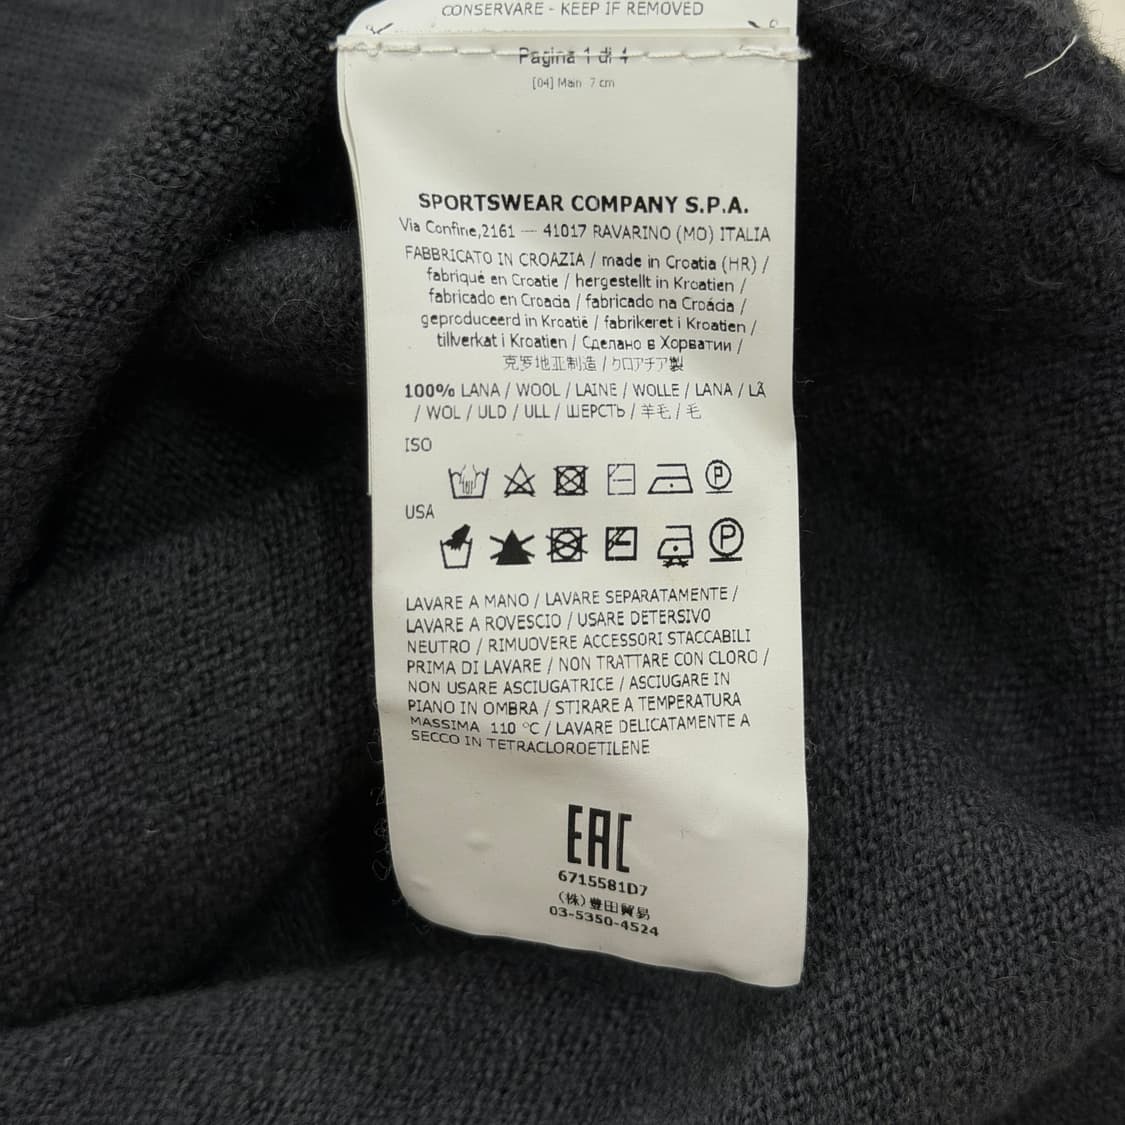 CONSERVARE - KEEP IF REMOVED
Pagina 1 di 4
[04] Main 7 cm
SPORTSWEAR COMPANY S.P.A.
Via Confine,2161 — 41017 RAVARINO (MO) ITALIA
FABBRICATO IN CROAZIA / made in Croatia (HR) /
fabriqué en Croatie / hergestellt in Kroatien /
fabricado en Croacia / fabricado na Croácia /
geproduceerd in Kroatië / fabrikeret i Kroatien /
tillverkat i Kroatien / Сделано в Хорватии /
克罗地亚制造 / クロアチア製
100% LANA / WOOL / LAINE / WOLLE / LANA / LÃ
/ WOL / ULD / ULL / ШЕРСТЬ / 羊毛 / 毛
ISO
P
USA
P
LAVARE A MANO / LAVARE SEPARATAMENTE /
LAVARE A ROVESCIO / USARE DETERSIVO
NEUTRO / RIMUOVERE ACCESSORI STACCABILI
PRIMA DI LAVARE / NON TRATTARE CON CLORO /
NON USARE ASCIUGATRICE / ASCIUGARE IN
PIANO IN OMBRA / STIRARE A TEMPERATURA
MASSIMA 110 °C / LAVARE DELICATAMENTE A
SECCO IN TETRACLOROETILENE
EAC
6715581D7
(株)豊田貿易
03-5350-4524